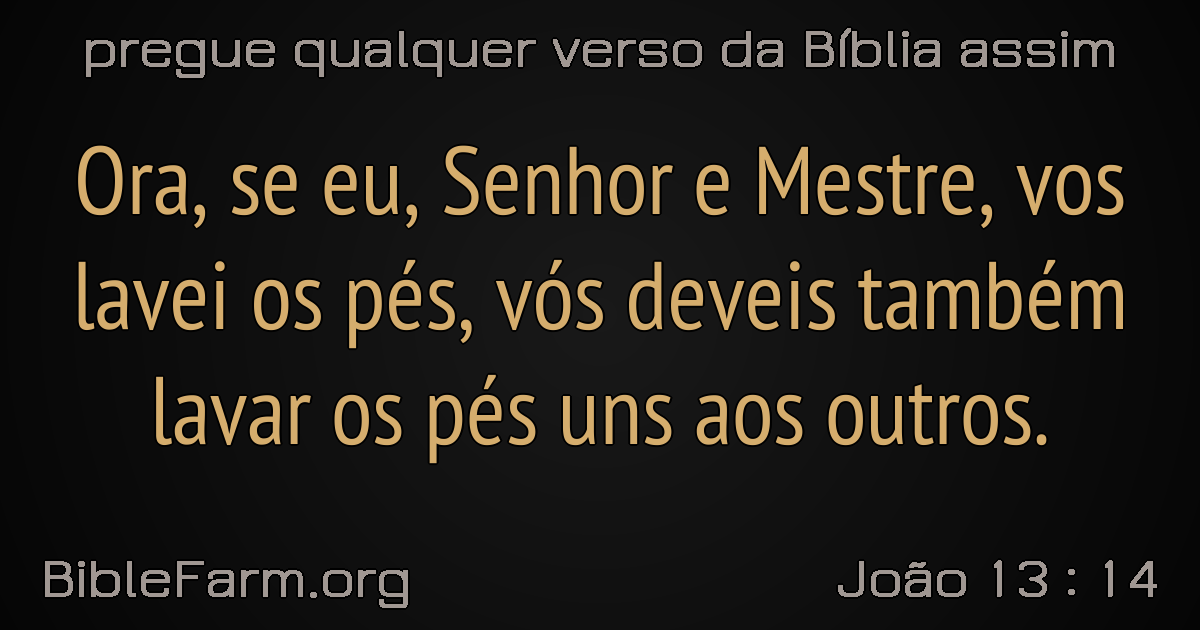 pregue qualquer verso da Bíblia assim
Ora, se eu, Senhor e Mestre, vos
lavei os pés, vós deveis também
lavar os pés uns aos outros.
BibleFarm.org
João 13 : 14